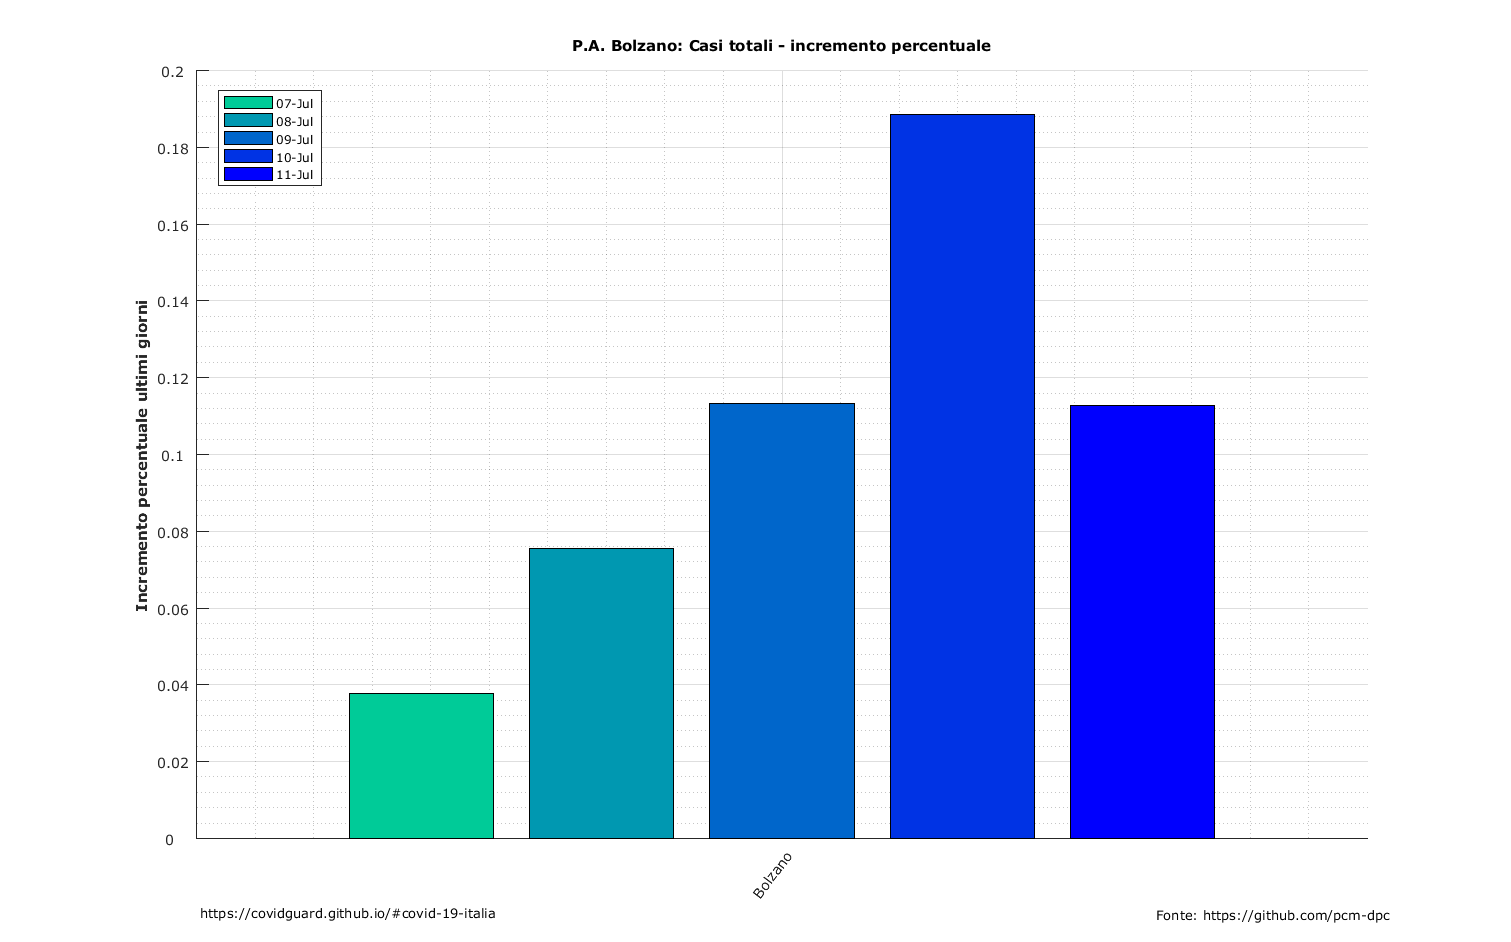 P.A. Bolzano: Casi totali - incremento percentuale
0.2
0.18
0.16
0.14
0.12
0.1
0.08
0.06
0.04
0.02
0
Incremento percentuale ultimi giorni
07-Jul
08-Jul
09-Jul
10-Jul
11-Jul
Bolzano
https://covidguard.github.io/#covid-19-italia
Fonte: https://github.com/pcm-dpc